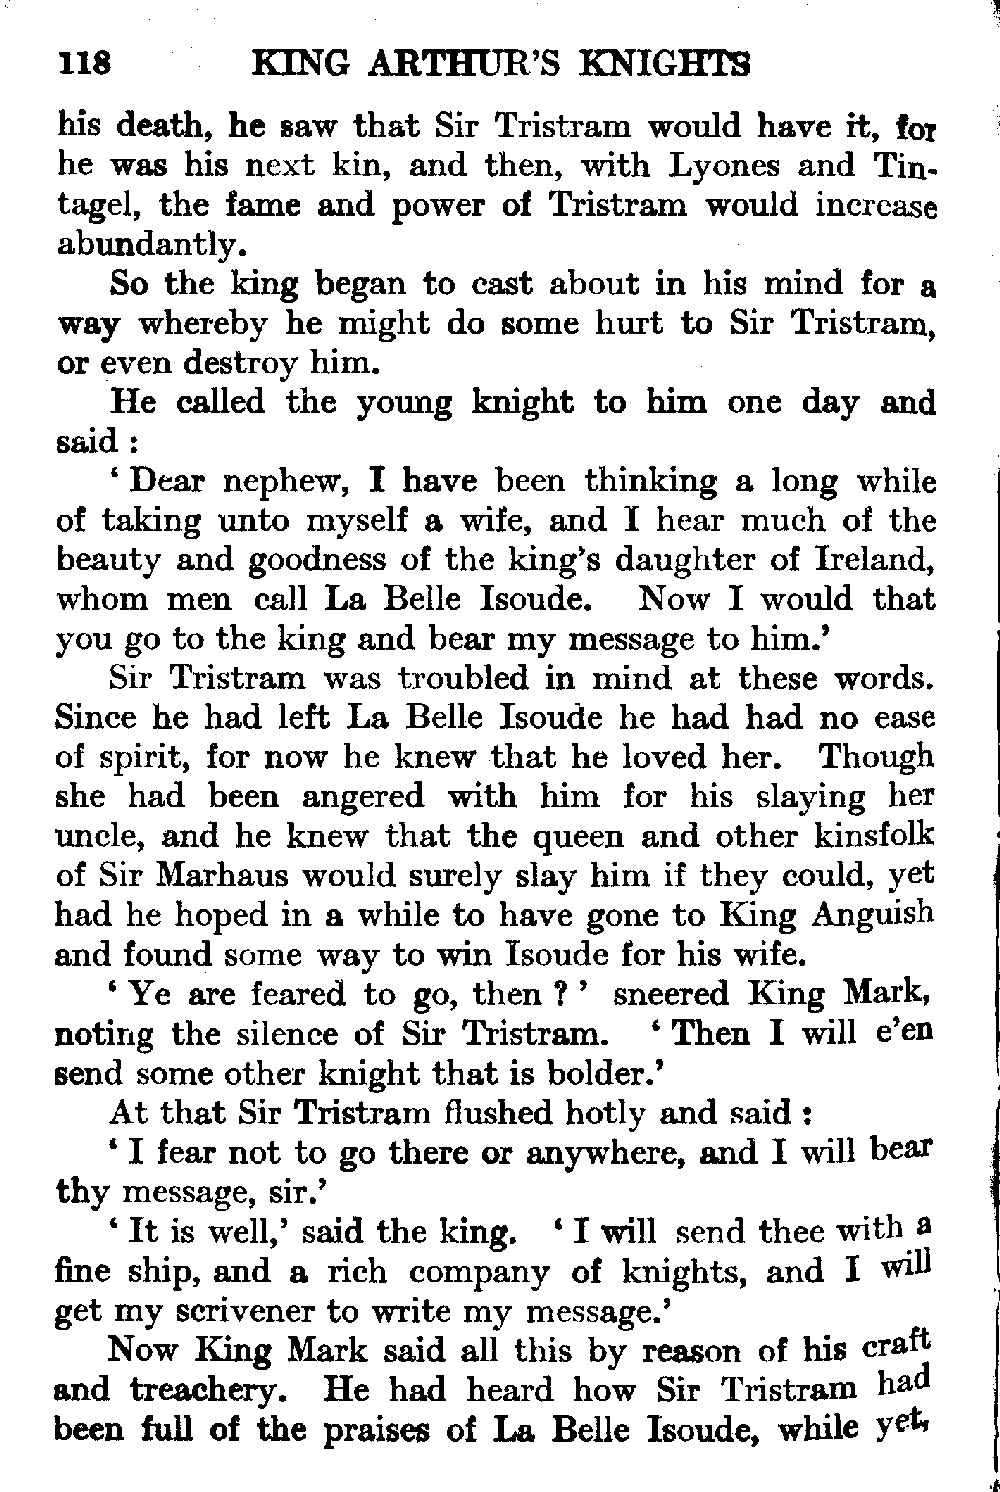 118 KING ARTHUR'S KNIGHTS
his death, he saw that Sir Tristram would have it, for
he was his next kin, and then, with Lyones and Tin-
tagel, the fame and power of Tristram would increase
abundantly.
So the king began to cast about in his mind for a
way whereby he might do some hurt to Sir Tristram,
or even destroy him.
He called the young knight to him one day and
said :
‘ Dear nephew, I have been thinking a long while
of taking unto myself a wife, and I hear much of the
beauty and goodness of the king’s daughter of Ireland,
whom men call La Belle Isoude. Now I would that
you go to the king and bear my message to him.’
Sir Tristram was troubled in mind at these words.
Since he had left La Belle Isoude he had had no ease
of spirit, for now he knew that he loved her. Though
she had been angered with him for his slaying her
uncle, and he knew that the queen and other kinsfolk
of Sir Marhaus would surely slay him if they could, yet
had he hoped in a while to have gone to King Anguish
and found some way to win Isoude for his wife.
‘ Ye are feared to go, then ? ’ sneered King Mark,
noting the silence of Sir Tristram. ‘ Then I will e’en
send some other knight that is bolder.’
At that Sir Tristram flushed hotly and said :
‘ I fear not to go there or anywhere, and I will bear
thy message, sir.’
‘ It is well,’ said the king. ‘ I will send thee with a
fine ship, and a rich company of knights, and I will
get my scrivener to write my message.’
Now King Mark said all this by reason of his craft
and treachery. He had heard how Sir Tristram had
been full of the praises of La Belle Isoude, while yet,